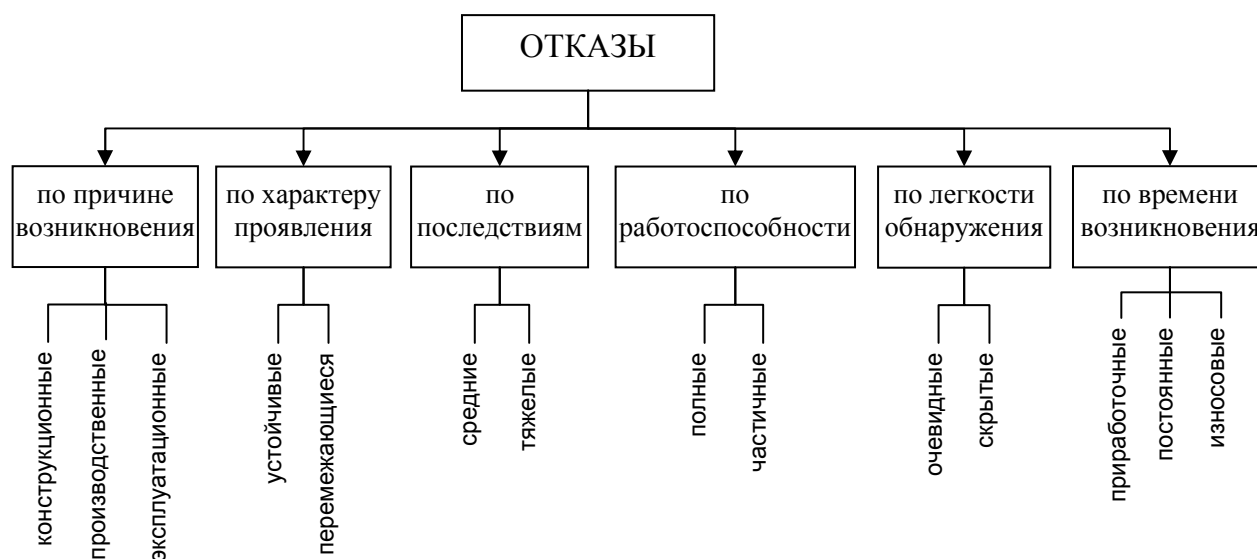 ОТКАЗЫ
по причине
возникновения
по характеру
проявления
по
последствиям
по
работоспособности
по легкости
обнаружения
по времени
возникновения
конструкционные
производственные
эксплуатационные
устойчивые
перемежающиеся
средние
тяжелые
полные
частичные
очевидные
скрытые
приработочные
постоянные
износовые